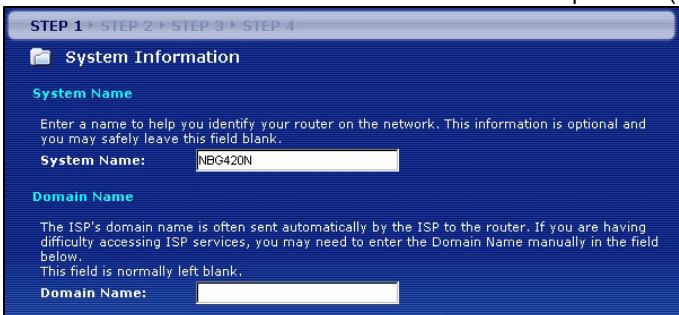 STEP 1 STEP 2 STEP 3 STEP 4
System Information
System Name
Enter a name to help you identify your router on the network. This information is optional and
you may safely leave this field blank.
System Name: NBG420N
Domain Name
The ISP's domain name is often sent automatically by the ISP to the router. If you are having
difficulty accessing ISP services, you may need to enter the Domain Name manually in the field
below.
This field is normally left blank.
Domain Name: